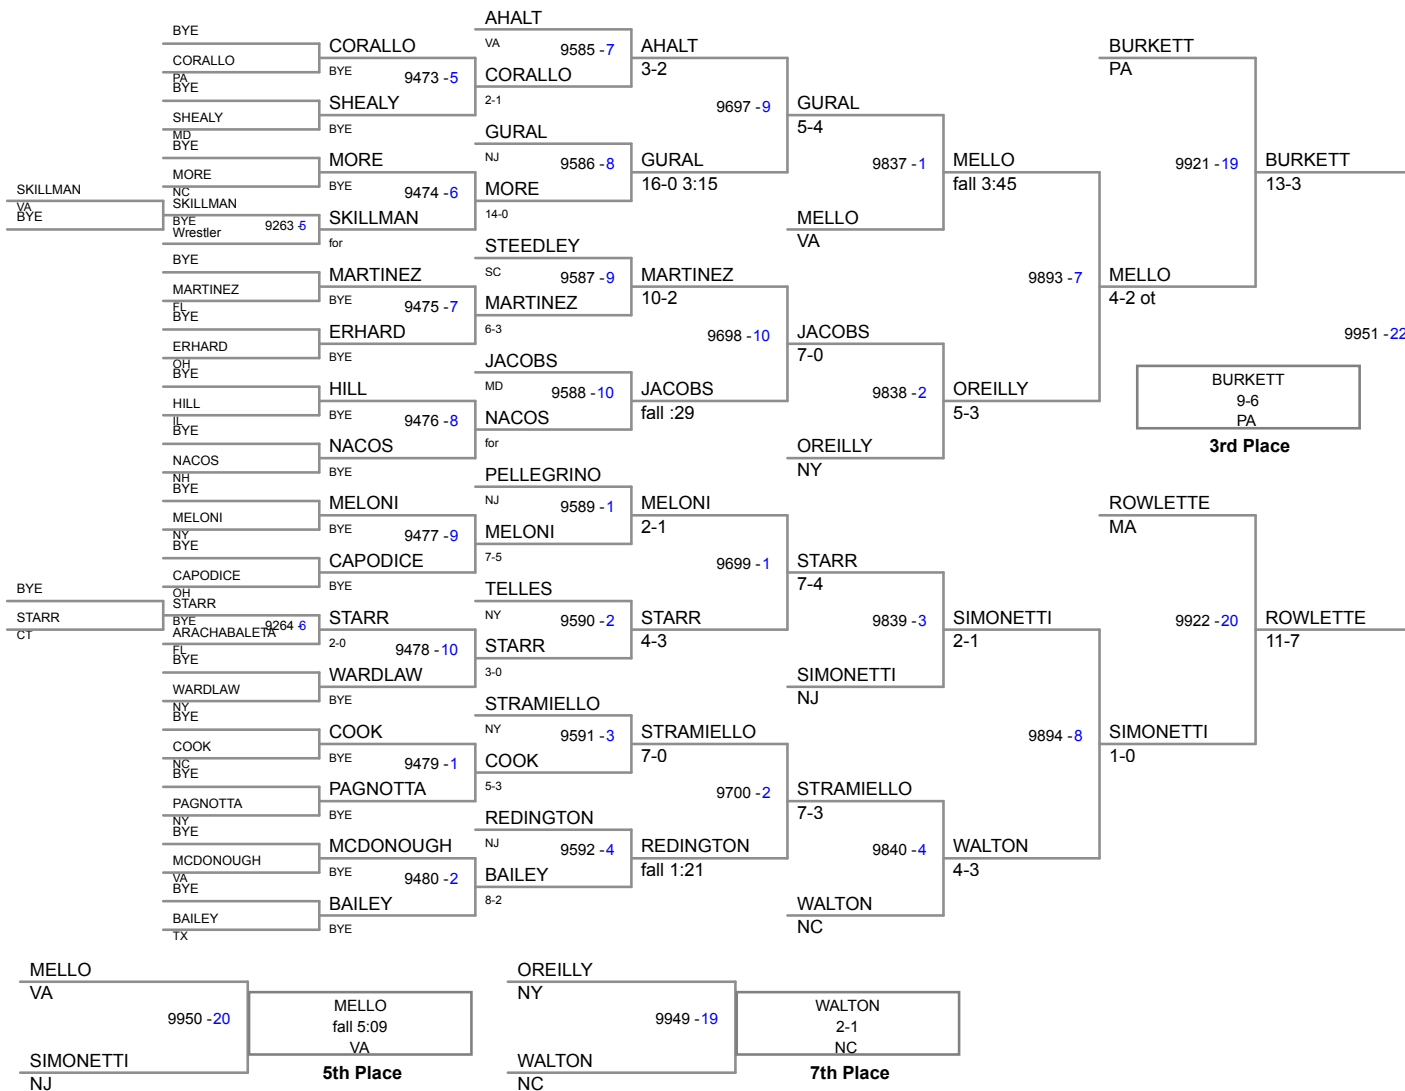 BYE
CORALLO
PA
BYE
SHEALY
MD
BYE
MORE
NC
SKILLMAN
VA
BYE
SKILLMAN
BYE
Wrestler
9263 -5
BYE
MARTINEZ
FL
BYE
ERHARD
OH
BYE
HILL
IL
BYE
NACOS
NH
BYE
MELONI
NY
BYE
CAPODICE
OH
BYE
STARR
CT
STARR
BYE
ARACHABALETA
FL
9264 -6
BYE
WARDLAW
NY
BYE
COOK
NC
BYE
PAGNOTTA
NY
BYE
MCDONOUGH
VA
BYE
BAILEY
TX
CORALLO
BYE
9473 -5
SHEALY
BYE
MORE
BYE
9474 -6
SKILLMAN
for
MARTINEZ
BYE
9475 -7
ERHARD
BYE
HILL
BYE
9476 -8
NACOS
BYE
MELONI
BYE
9477 -9
CAPODICE
BYE
STARR
2-0
9478 -10
WARDLAW
BYE
COOK
BYE
9479 -1
PAGNOTTA
BYE
MCDONOUGH
BYE
9480 -2
BAILEY
BYE
AHALT
VA
9585 -7
CORALLO
2-1
GURAL
NJ
9586 -8
MORE
14-0
STEEDLEY
SC
9587 -9
MARTINEZ
6-3
JACOBS
MD
9588 -10
NACOS
for
PELLEGRINO
NJ
9589 -1
MELONI
7-5
TELLES
NY
9590 -2
STARR
3-0
STRAMIELLO
NY
9591 -3
COOK
5-3
REDINGTON
NJ
9592 -4
BAILEY
8-2
AHALT
3-2
9697 -9
GURAL
16-0 3:15
MARTINEZ
10-2
9698 -10
JACOBS
fall :29
MELONI
2-1
9699 -1
STARR
4-3
STRAMIELLO
7-0
9700 -2
REDINGTON
fall 1:21
GURAL
5-4
9837 -1
MELLO
VA
JACOBS
7-0
9838 -2
OREILLY
NY
STARR
7-4
9839 -3
SIMONETTI
NJ
STRAMIELLO
7-3
9840 -4
WALTON
NC
MELLO
fall 3:45
9893 -7
OREILLY
5-3
SIMONETTI
2-1
9894 -8
WALTON
4-3
BURKETT
PA
9921 -19
MELLO
4-2 ot
ROWLETTE
MA
9922 -20
SIMONETTI
1-0
BURKETT
13-3
9951 -22
ROWLETTE
11-7
BURKETT
9-6
PA
3rd Place
MELLO
VA
9950 -20
SIMONETTI
NJ
MELLO
fall 5:09
VA
5th Place
OREILLY
NY
9949 -19
WALTON
NC
WALTON
2-1
NC
7th Place